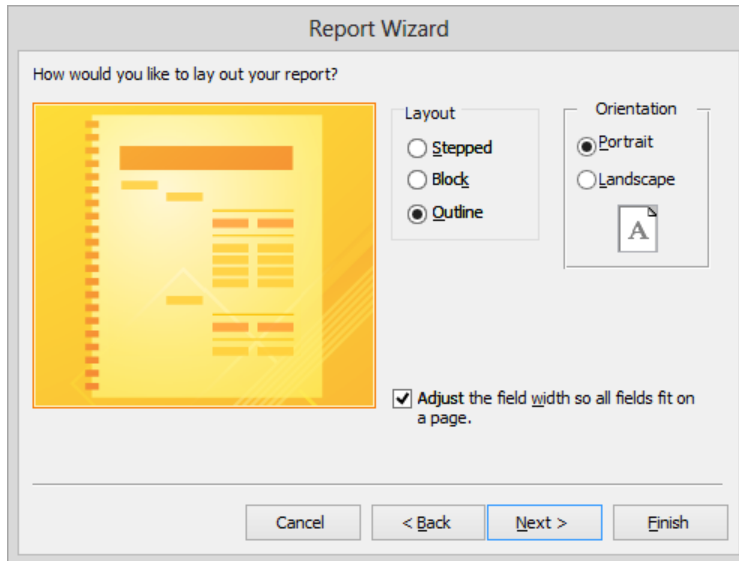 Report Wizard
How would you like to lay out your report?
Layout
Stepped
Block
Outline
Orientation
Portrait
Landscape
A
Adjust the field width so all fields fit on
a page.
Cancel
< Back
Next >
Finish